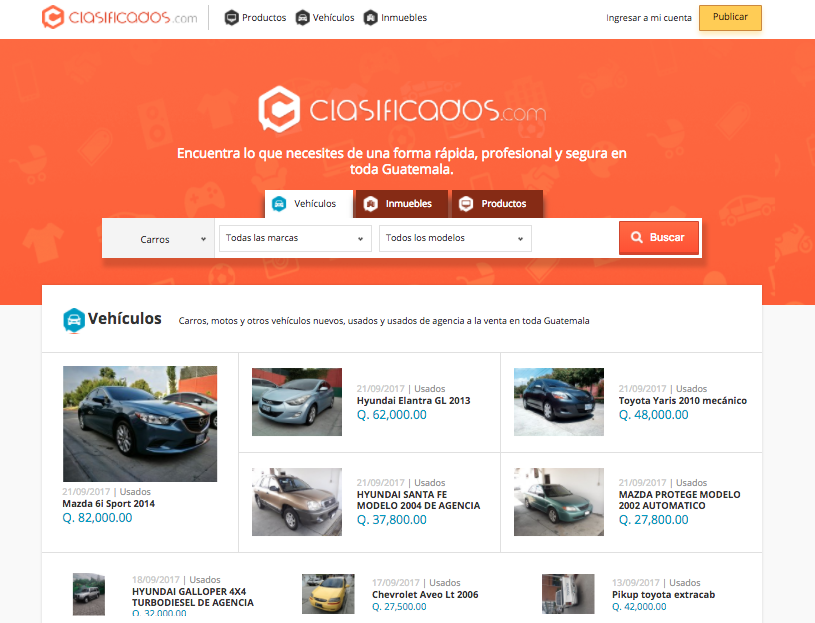 clasificados.com
Productos
Vehículos
Inmuebles
Ingresar a mi cuenta
Publicar
clasificados.com
Encuentra lo que necesites de una forma rápida, profesional y segura en
toda Guatemala.
Vehículos
Inmuebles
Productos
Carros
Todas las marcas
Todos los modelos
Buscar
Vehículos
Carros, motos y otros vehículos nuevos, usados y usados de agencia a la venta en toda Guatemala
21/09/2017 | Usados
Mazda 6i Sport 2014
Q. 82,000.00
21/09/2017 | Usados
Hyundai Elantra GL 2013
Q. 62,000.00
21/09/2017 | Usados
Toyota Yaris 2010 mecánico
Q. 48,000.00
21/09/2017 | Usados
HYUNDAI SANTA FE
MODELO 2004 DE AGENCIA
Q. 37,800.00
21/09/2017 | Usados
MAZDA PROTEGE MODELO
2002 AUTOMATICO
Q. 27,800.00
18/09/2017 | Usados
HYUNDAI GALLOPER 4X4
TURBODIESEL DE AGENCIA
Q. 32,000.00
17/09/2017 | Usados
Chevrolet Aveo Lt 2006
Q. 27,500.00
13/09/2017 | Usados
Pikup toyota extracab
Q. 42,000.00